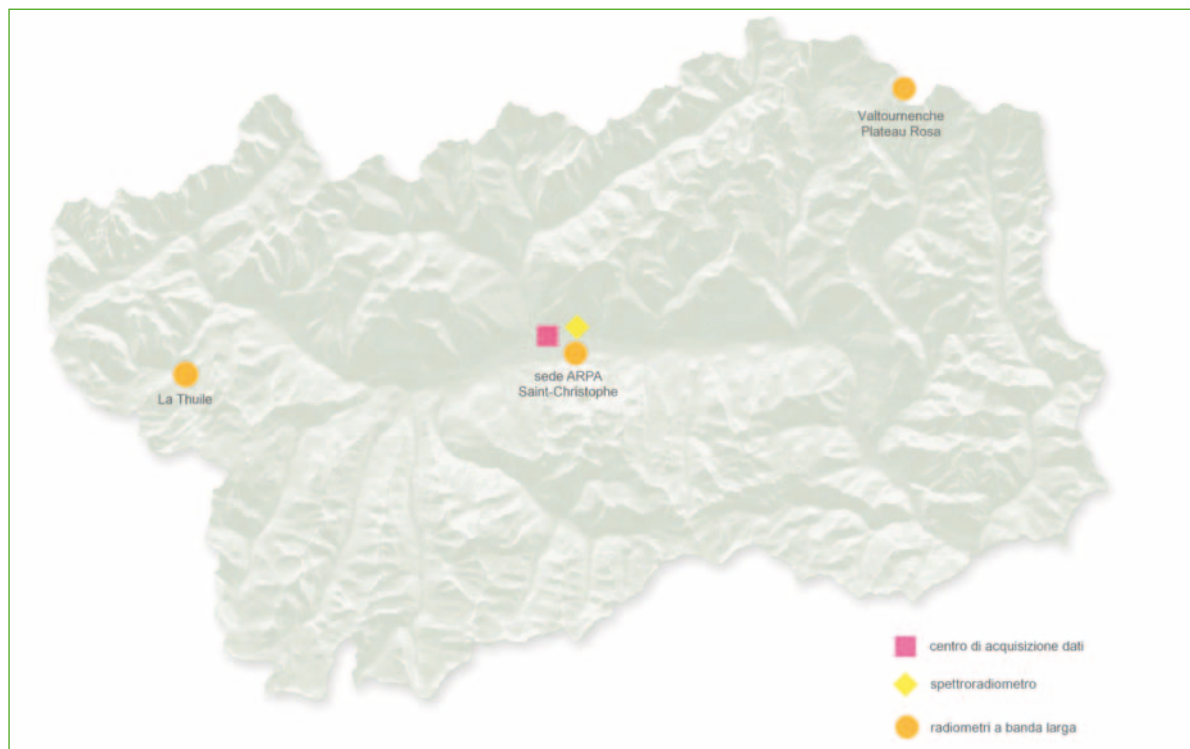 Valtournenche
Plateau Rosa
sede ARPA
Saint-Christophe
La Thuile
centro di acquisizione dati
spettroradiometro
radiometri a banda larga